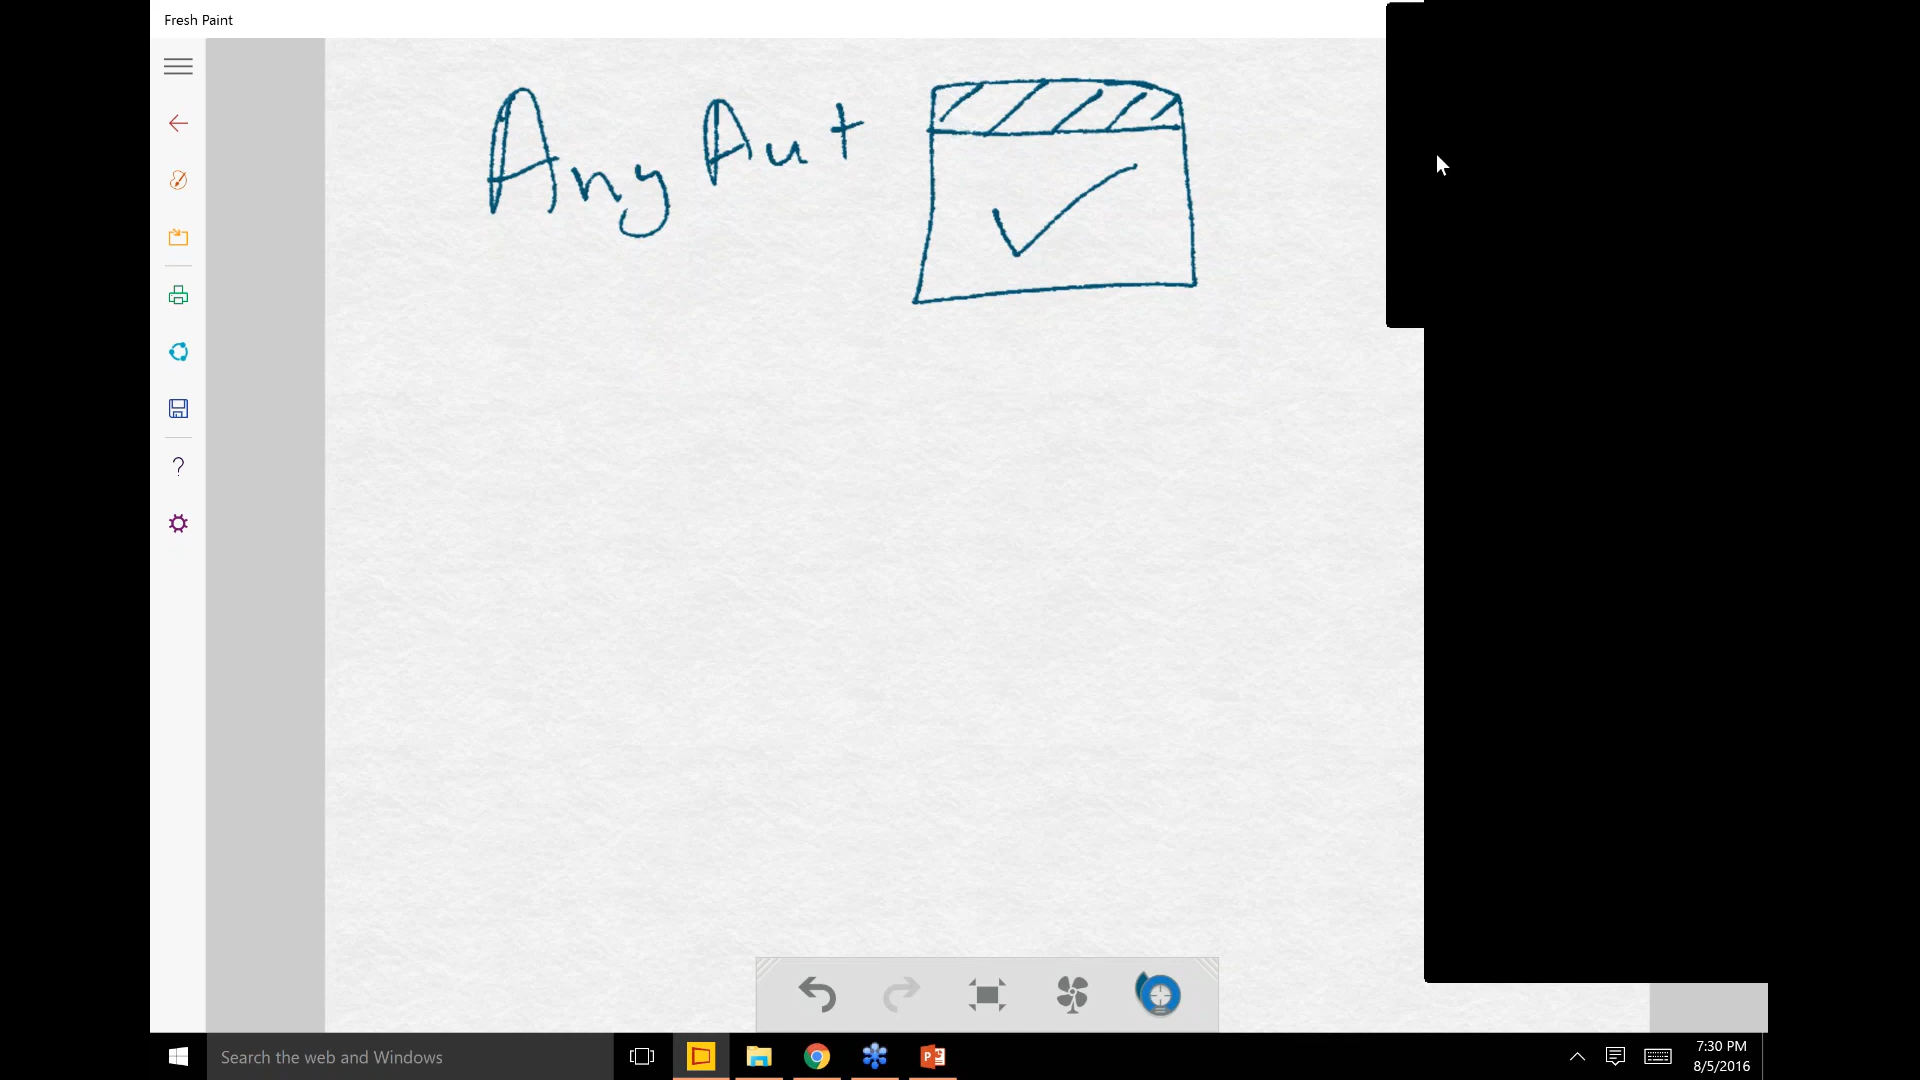 Fresh Paint
Any Aut
Search the web and Windows
7:30 PM
8/5/2016